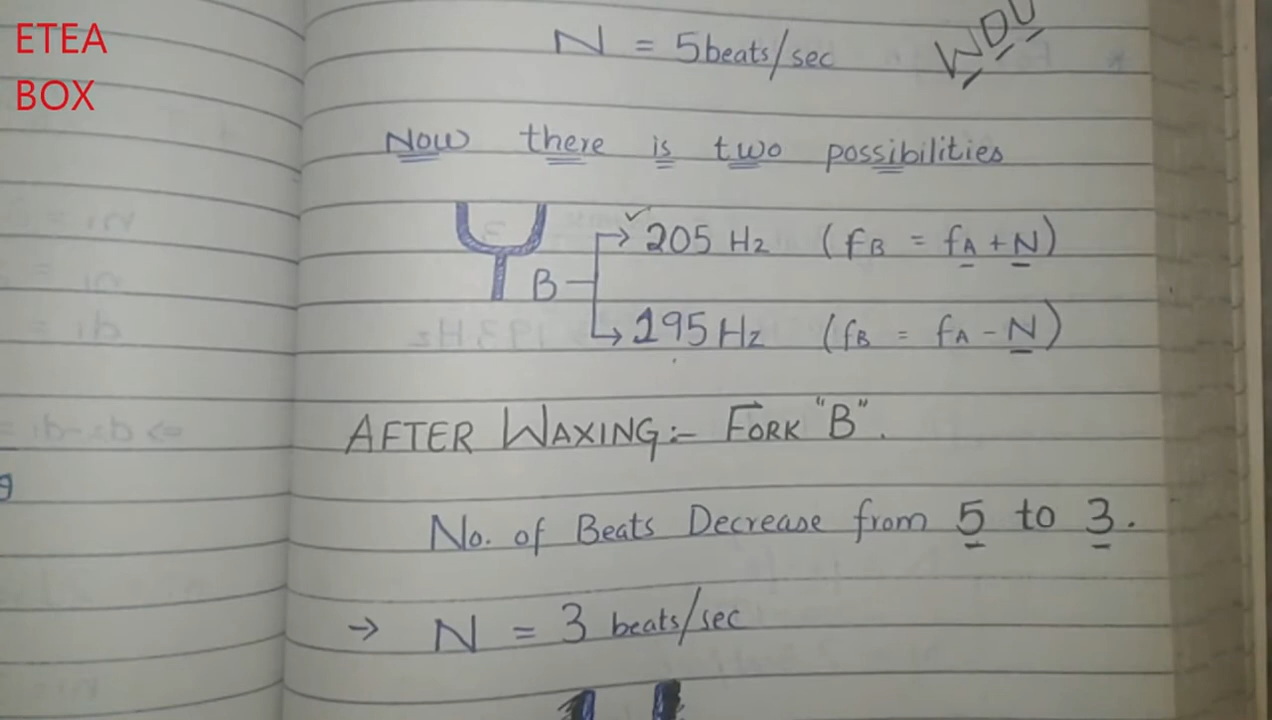 ETEA
BOX
N = 5beats/sec
WDU
Now there is two possibilities
205 Hz (fB = fA + N)
B
195 Hz (fB = fA - N)
AFTER WAXING:- FORK "B".
No. of Beats Decrease from 5 to 3.
→ N = 3 beats/sec